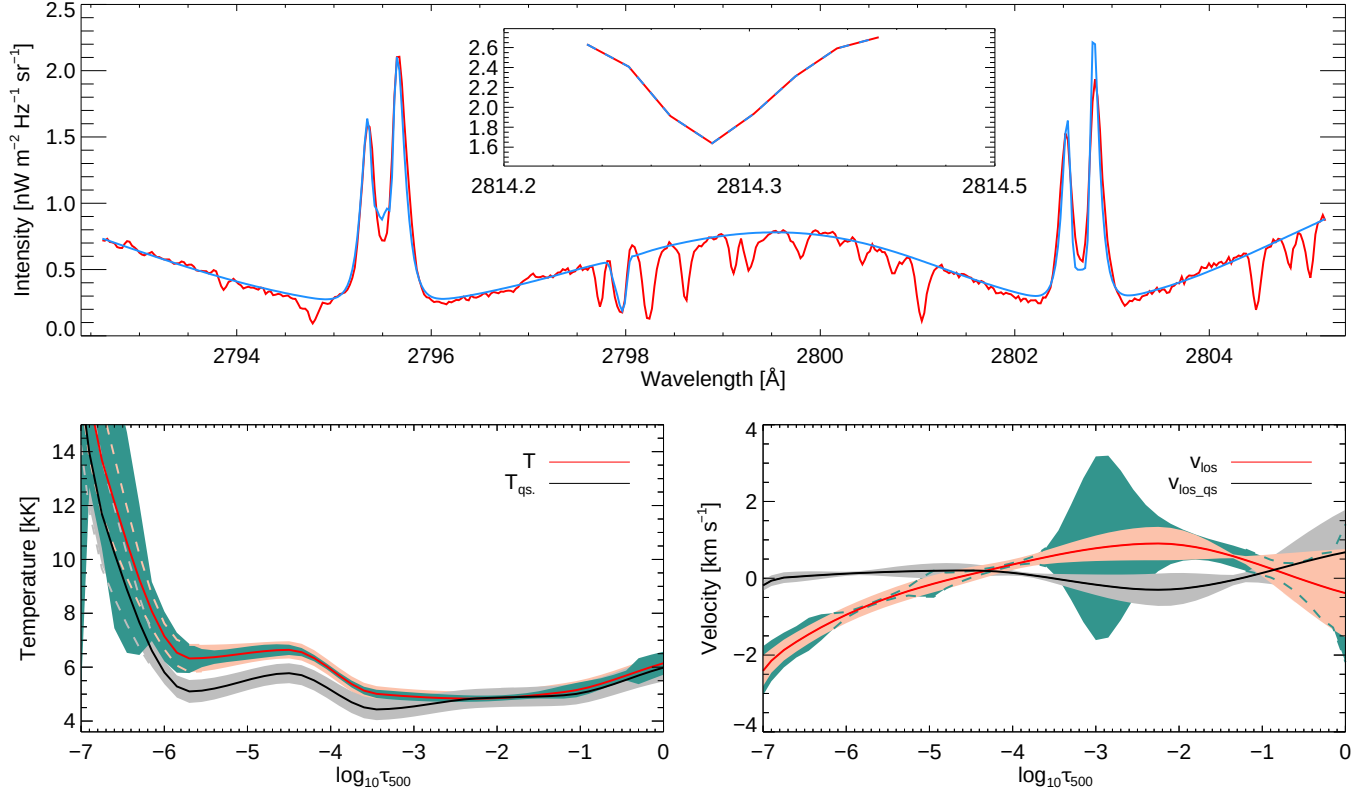 2.5
2.0
1.5
1.0
0.5
0.0
Intensity [nW m⁻² Hz⁻¹ sr⁻¹]
2.6
2.4
2.2
2.0
1.8
1.6
2814.2 2814.3 2814.5
2794 2796 2798 2800 2802 2804
Wavelength [Å]
14
12
10
8
6
4
Temperature [kK]
T
T_qs.
−7 −6 −5 −4 −3 −2 −1 0
log₁₀τ₅₀₀
4
2
0
−2
−4
Velocity [km s⁻¹]
v_los
v_los_qs
−7 −6 −5 −4 −3 −2 −1 0
log₁₀τ₅₀₀